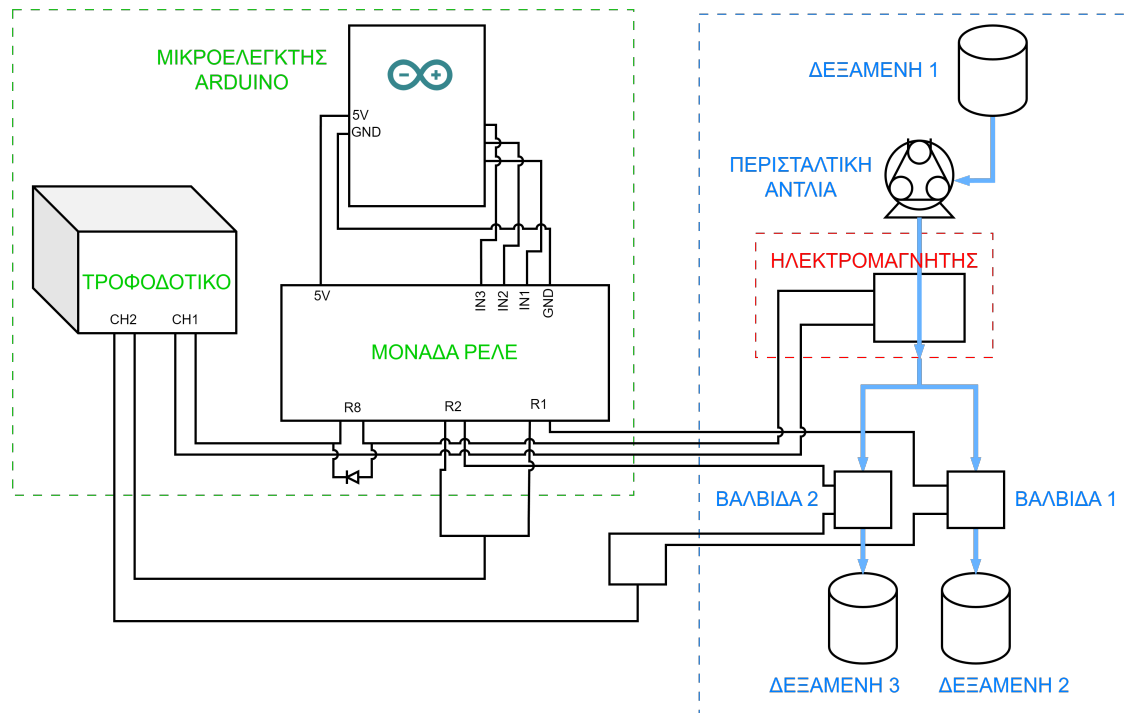 ΜΙΚΡΟΕΛΕΓΚΤΗΣ
ARDUINO
5V
GND
ΔΕΞΑΜΕΝΗ 1
ΠΕΡΙΣΤΑΛΤΙΚΗ
ΑΝΤΛΙΑ
ΗΛΕΚΤΡΟΜΑΓΝΗΤΗΣ
ΤΡΟΦΟΔΟΤΙΚΟ
CH2
CH1
5V
IN3
IN2
IN1
GND
ΜΟΝΑΔΑ ΡΕΛΕ
R8
R2
R1
ΒΑΛΒΙΔΑ 2
ΒΑΛΒΙΔΑ 1
ΔΕΞΑΜΕΝΗ 3
ΔΕΞΑΜΕΝΗ 2